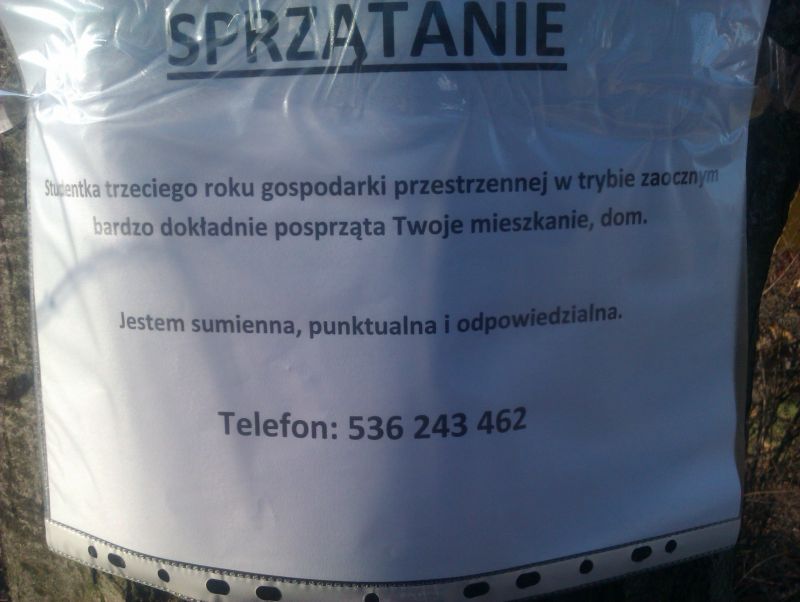 SPRZĄTANIE
Studentka trzeciego roku gospodarki przestrzennej w trybie zaocznym
bardzo dokładnie posprząta Twoje mieszkanie, dom.
Jestem sumienna, punktualna i odpowiedzialna.
Telefon: 536 243 462